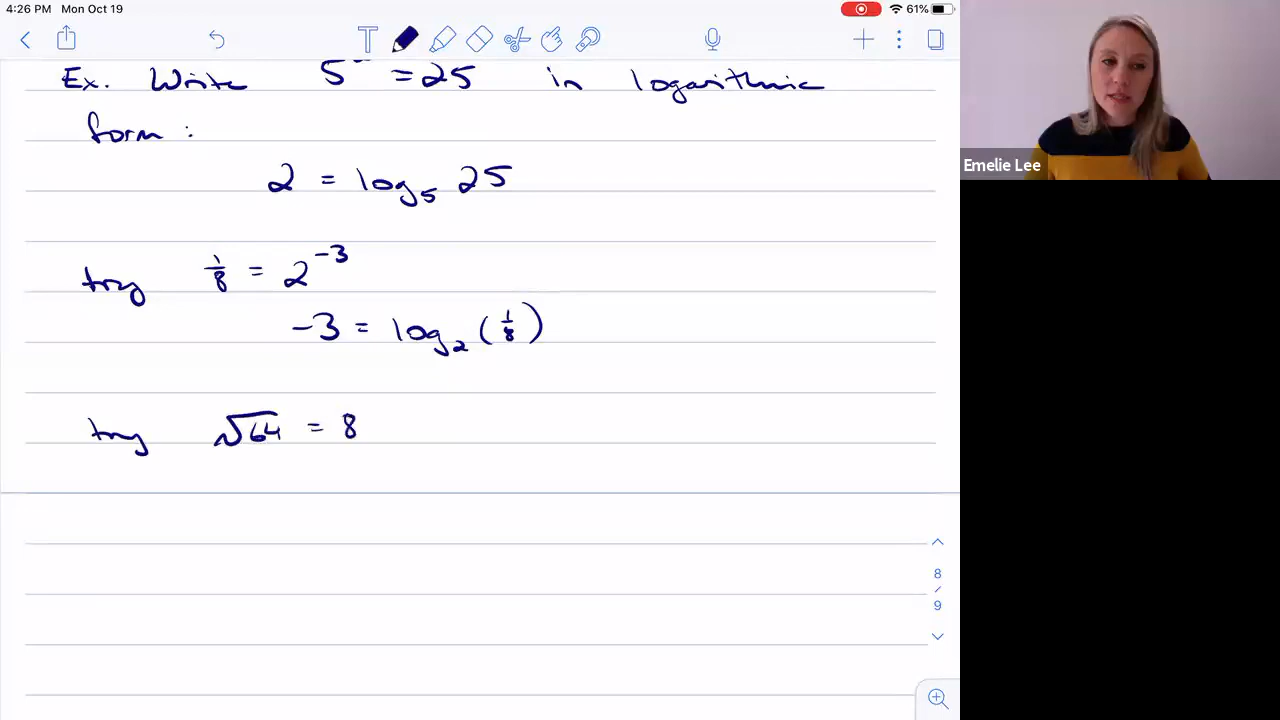 4:26 PM Mon Oct 19
61%
Ex. Write 5² = 25 in logarithmic
form :
2 = log₅ 25
try 1/8 = 2⁻³
-3 = log₂ (1/8)
try √64 = 8
8
/
9
T
Emelie Lee